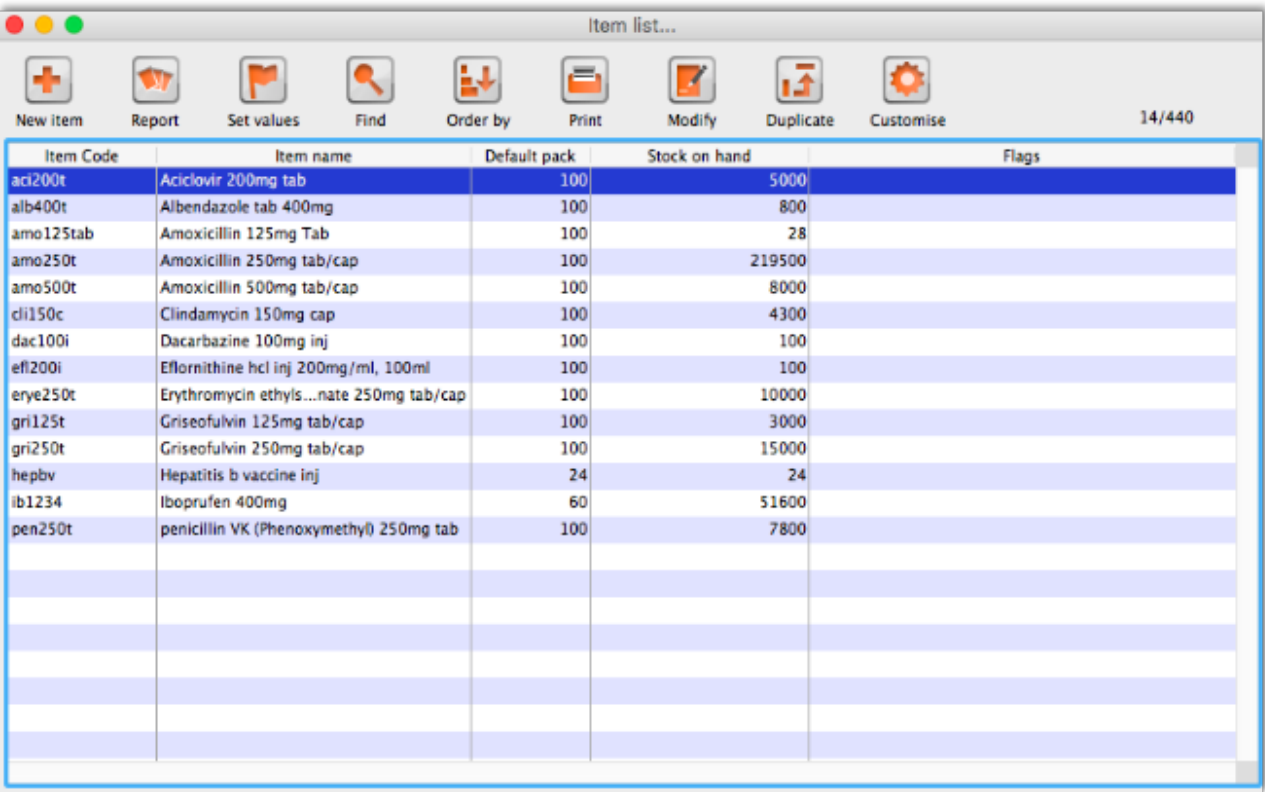 Item list...
New item Report Set values Find Order by Print Modify Duplicate Customise 14/440
Item Code Item name Default pack Stock on hand Flags
aci200t Aciclovir 200mg tab 100 5000
alb400t Albendazole tab 400mg 100 800
amo125tab Amoxicillin 125mg Tab 100 28
amo250t Amoxicillin 250mg tab/cap 100 219500
amo500t Amoxicillin 500mg tab/cap 100 8000
cli150c Clindamycin 150mg cap 100 4300
dac100i Dacarbazine 100mg inj 100 100
efl200i Eflornithine hcl inj 200mg/ml, 100ml 100 100
erye250t Erythromycin ethyls...nate 250mg tab/cap 100 10000
gri125t Griseofulvin 125mg tab/cap 100 3000
gri250t Griseofulvin 250mg tab/cap 100 15000
hepbv Hepatitis b vaccine inj 24 24
ib1234 Iboprufen 400mg 60 51600
pen250t penicillin VK (Phenoxymethyl) 250mg tab 100 7800